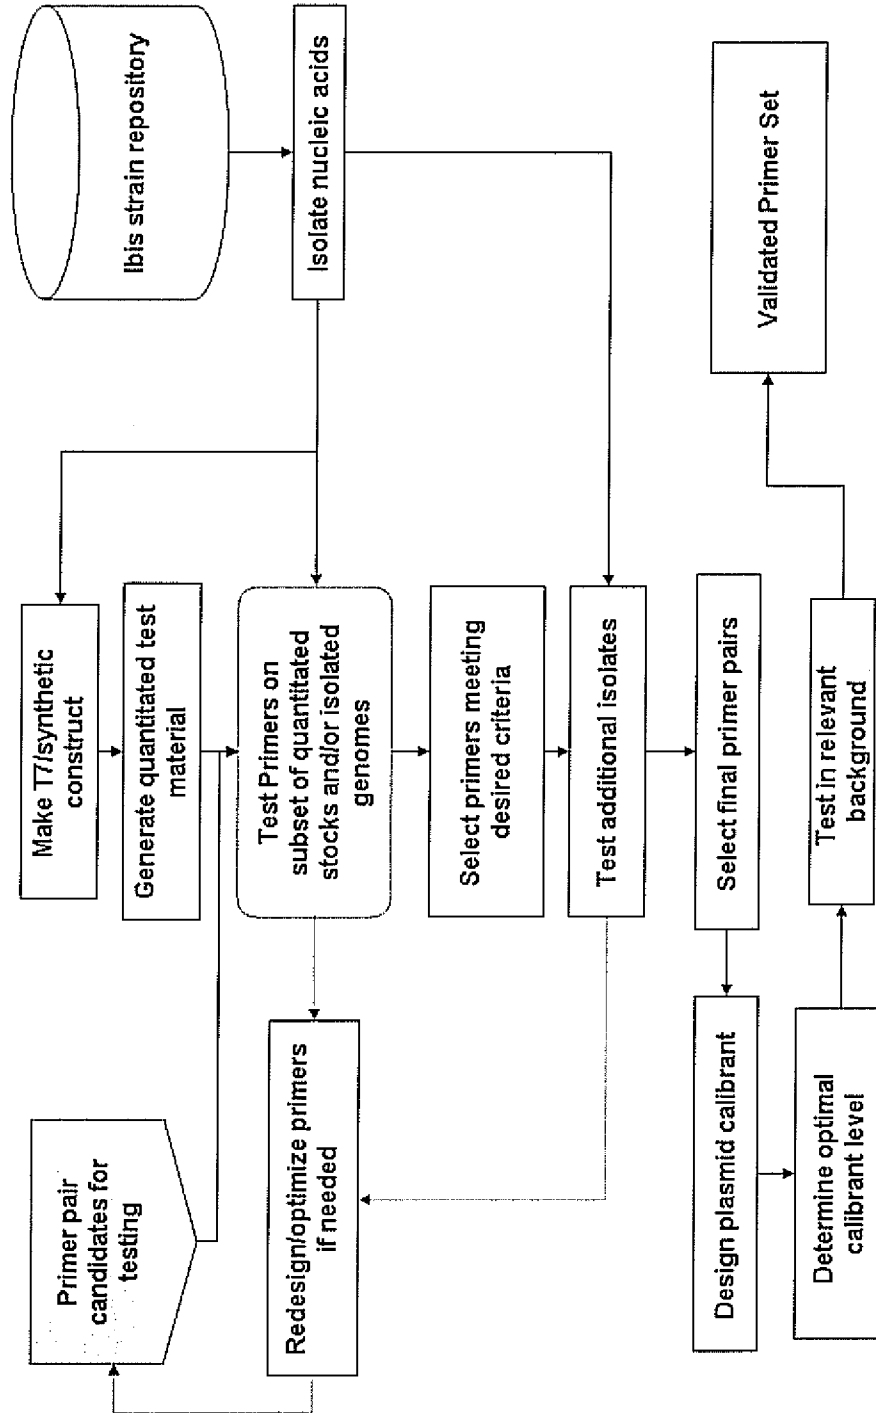 Primer pair
candidates for
testing
Make T7/synthetic
construct
Ibis strain repository
Generate quantitated test
material
Isolate nucleic acids
Redesign/optimize primers
if needed
Test Primers on
subset of quantitated
stocks and/or isolated
genomes
Select primers meeting
desired criteria
Test additional isolates
Design plasmid calibrant
Select final primer pairs
Validated Primer Set
Determine optimal
calibrant level
Test in relevant
background